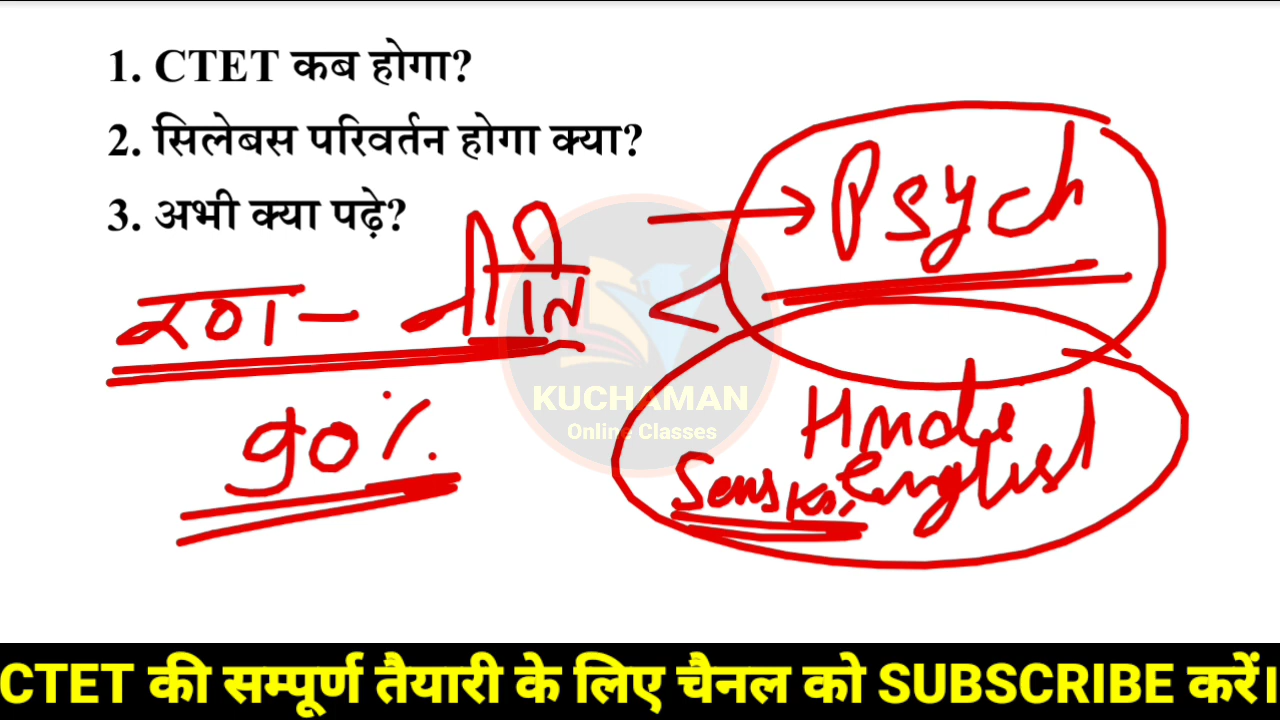 1. CTET कब होगा?
2. सिलेबस परिवर्तन होगा क्या?
3. अभी क्या पढ़े?
Psych
रण - नीति
90%
Hindi
Sansk, English
KUCHAMAN
Online Classes
CTET की सम्पूर्ण तैयारी के लिए चैनल को SUBSCRIBE करें।